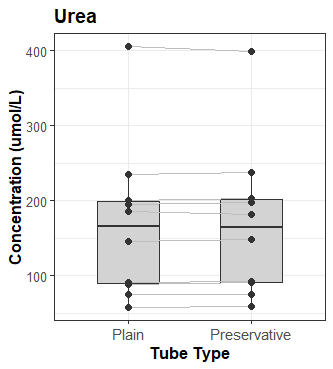 Urea
Concentration (umol/L)
400
300
200
100
Plain
Preservative
Tube Type